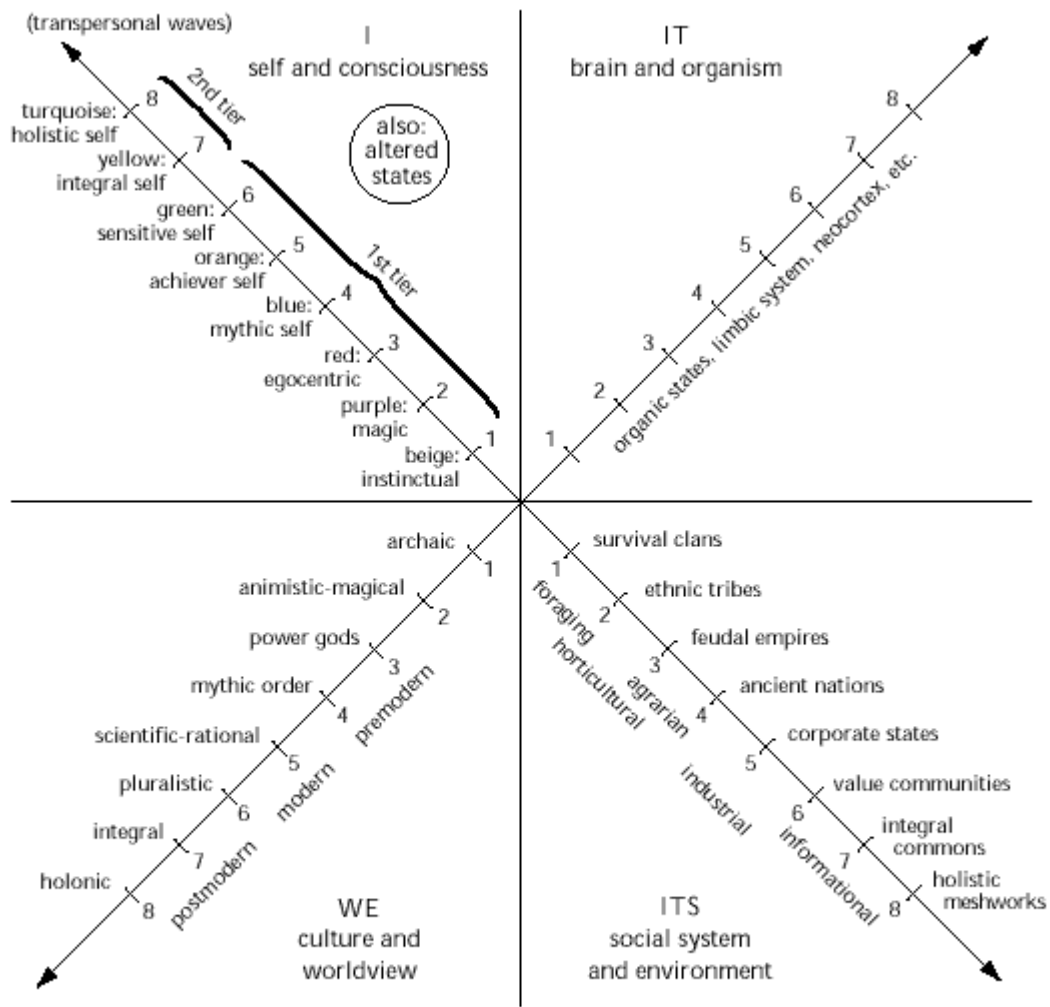 (transpersonal waves)
I
self and consciousness
2nd tier
1st tier
also:
altered
states
8
turquoise:
holistic self
7
yellow:
integral self
6
green:
sensitive self
5
orange:
achiever self
4
blue:
mythic self
3
red:
egocentric
2
purple:
magic
1
beige:
instinctual
IT
brain and organism
8
7
6
5
4
3
2
1
organic states, limbic system, neocortex, etc.
archaic
1
animistic-magical
2
power gods
3
mythic order
4
scientific-rational
5
pluralistic
6
integral
7
holonic
8
premodern
modern
postmodern
WE
culture and
worldview
survival clans
1
ethnic tribes
2
feudal empires
3
ancient nations
4
corporate states
5
value communities
6
integral
commons
7
holistic
meshworks
8
foraging
horticultural
agrarian
industrial
informational
ITS
social system
and environment